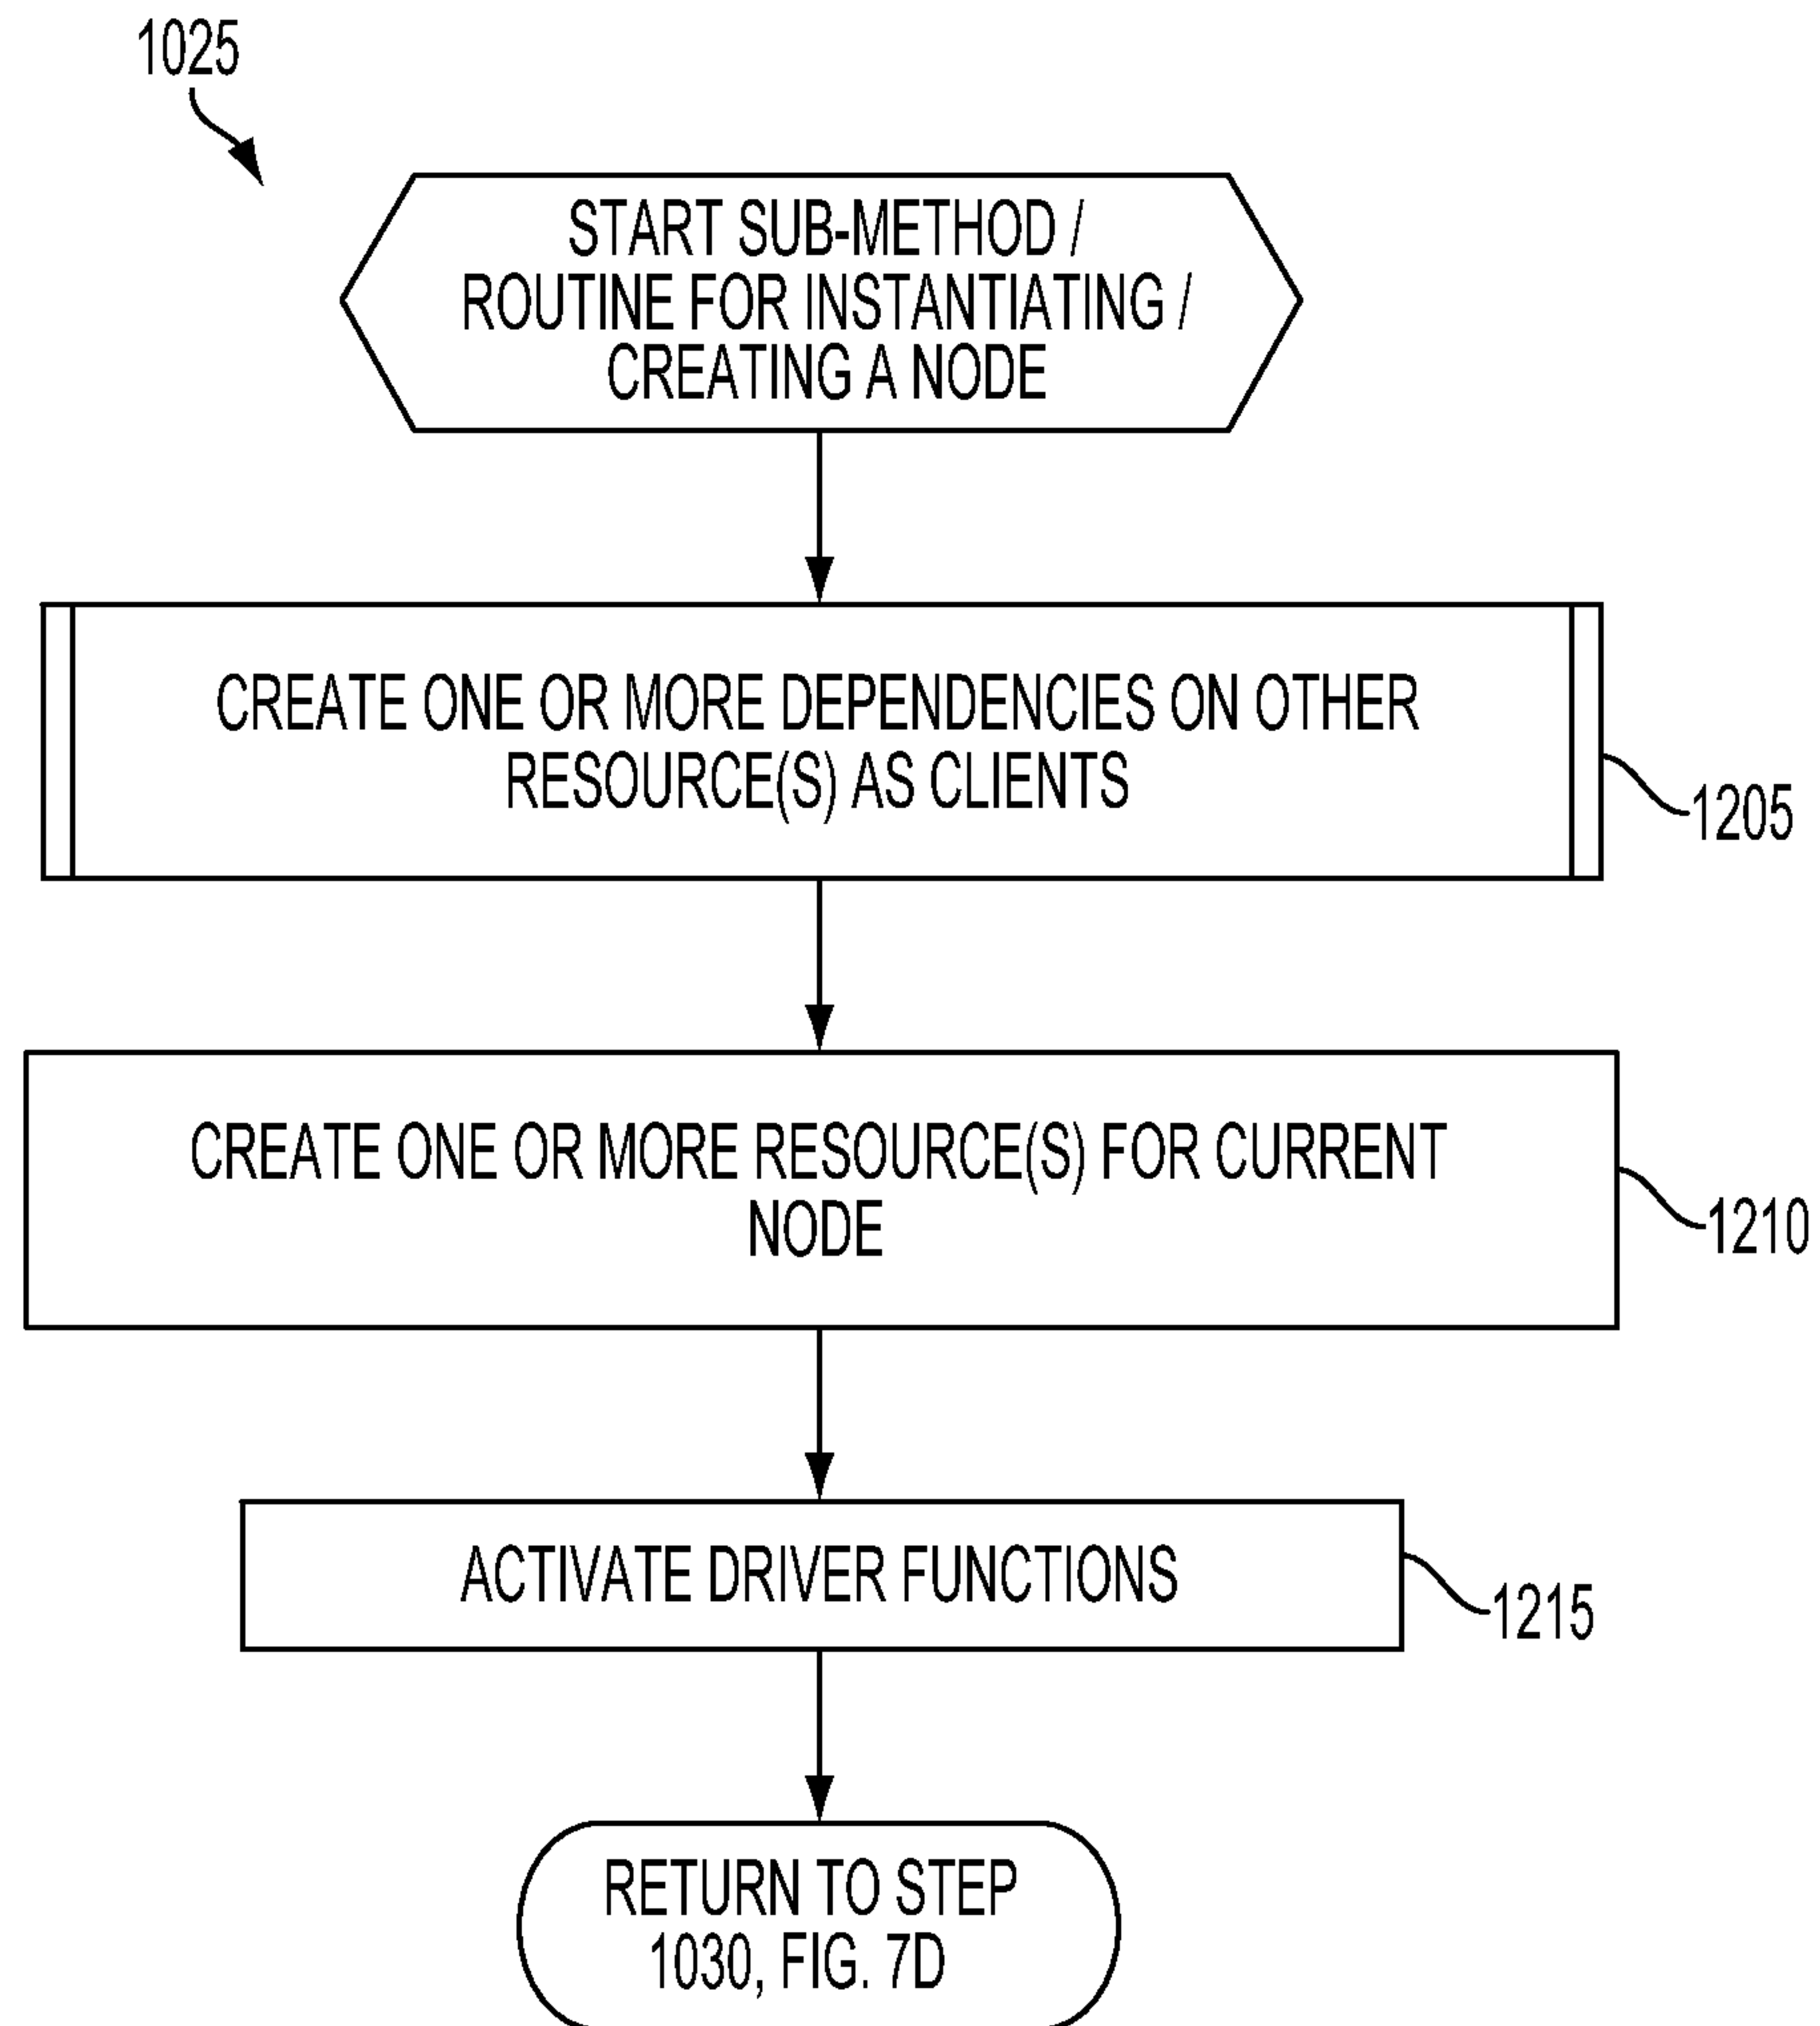 1025
START SUB-METHOD /
ROUTINE FOR INSTANTIATING /
CREATING A NODE
CREATE ONE OR MORE DEPENDENCIES ON OTHER
RESOURCE(S) AS CLIENTS
1205
CREATE ONE OR MORE RESOURCE(S) FOR CURRENT
NODE
1210
ACTIVATE DRIVER FUNCTIONS
1215
RETURN TO STEP
1030, FIG. 7D